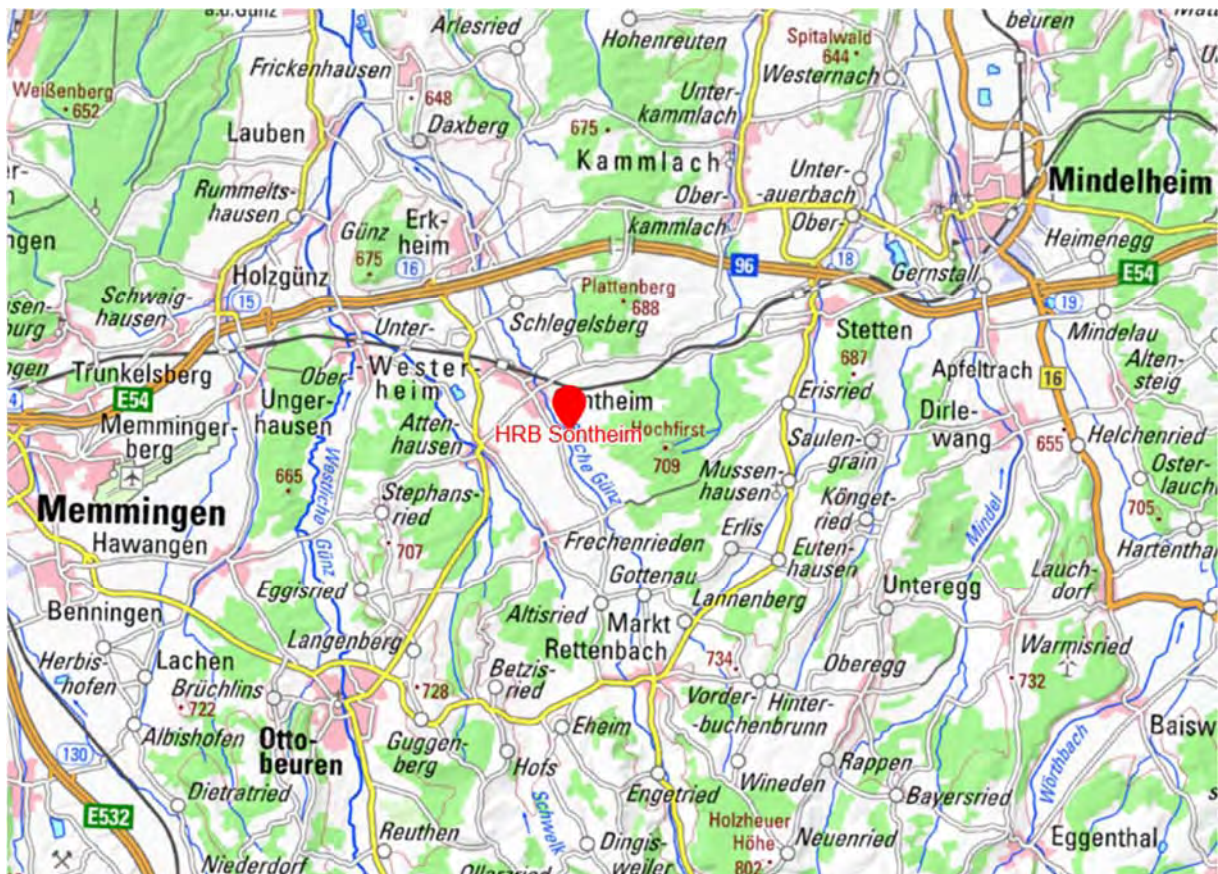 a.d.Günz
Arlesried
Hohenreuten
Spitalwald
644
beuren
Frickenhausen
Westernach
Weißenberg
652
648
Unter-
kammlach
Lauben
Daxberg
675
Kammlach
Unter-
-auerbach
Ober-
Mindelheim
Rummelts-
hausen
Günz
675
Erk-
heim
16
Ober-
kammlach
Heimenegg
ngen
Holzgünz
15
96
18
Gernstall
E54
Schwaig-
hausen
Plattenberg
688
19
Schlegelsberg
Stetten
Mindelau
687
Unter-
Ober-
Wester-
heim
Apfeltrach
16
Alten-
steig
Trunkelsberg
E54
Erisried
Unger-
hausen
ntheim
HRB Sontheim
Hochfirst
709
Dirle-
wang
Memminger-
berg
Atten-
hausen
Saulen-
grain
655
Helchenried
665
Westliche Günz
che Günz
Mussen-
hausen
Oster-
lauchd
705
Stephans-
ried
Memmingen
Köngetried
Mindel
Hawangen
707
Frechenrieden
Erlis
Euten-
hausen
Hartenthal
Eggisried
Gottenau
Lauch-
dorf
Benningen
Altisried
Lannenberg
Unteregg
Markt
Rettenbach
Langenberg
Warmisried
Herbis-
hofen
Lachen
Betzis-
ried
734
Oberegg
732
Brüchlins
722
728
Vorder-
Hinter-
-buchenbrunn
Albishofen
Eheim
Baisw
130
Otto-
beuren
Guggen-
berg
Hofs
Wineden
Rappen
Wörthbach
Dietratried
Engetried
Bayersried
E532
Schwelk
Holzheuer
Höhe
802
Reuthen
Dingis-
weiler
Neuenried
Eggenthal
Niederdorf